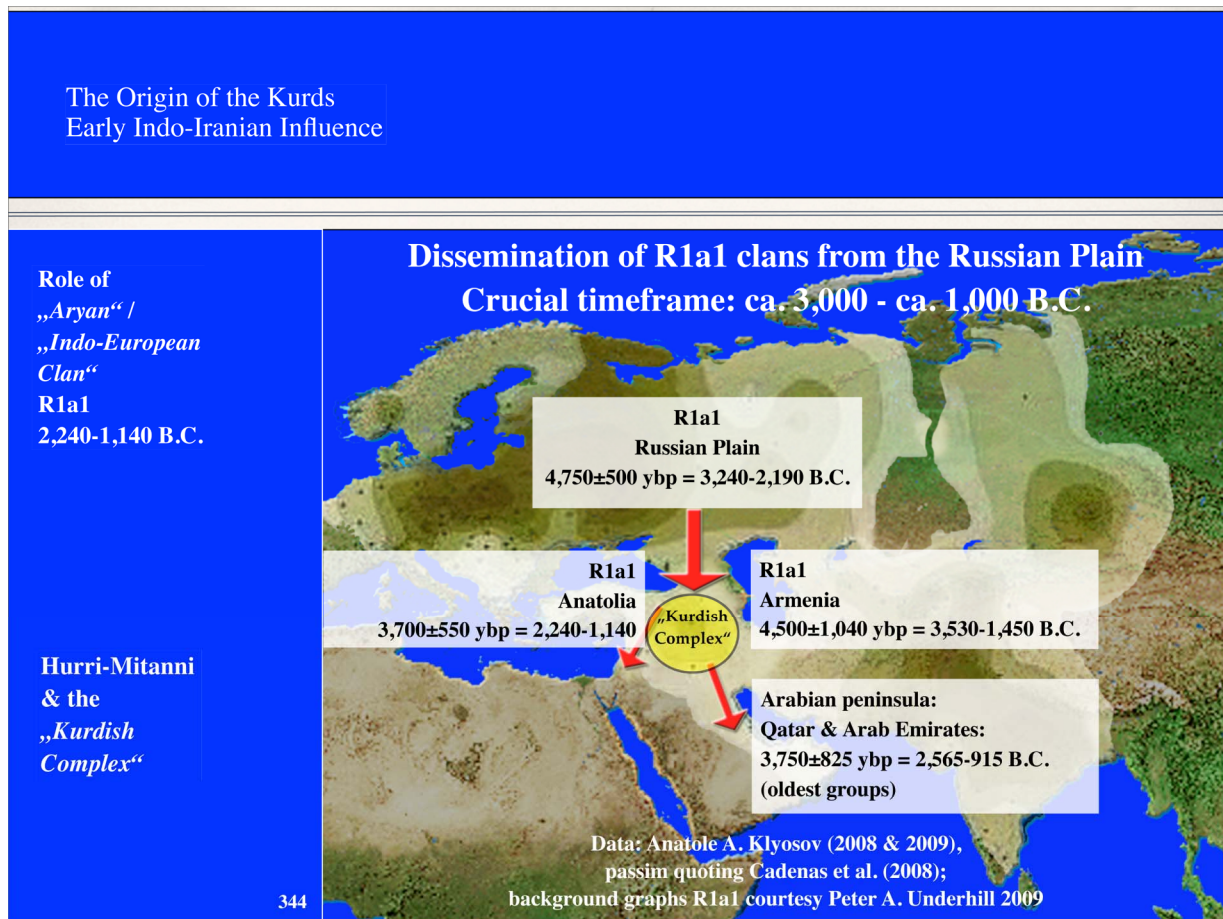 The Origin of the Kurds
Early Indo-Iranian Influence
Role of
„Aryan“ /
„Indo-European
Clan“
R1a1
2,240-1,140 B.C.
Hurri-Mitanni
& the
„Kurdish
Complex“
344
Dissemination of R1a1 clans from the Russian Plain
Crucial timeframe: ca. 3,000 - ca. 1,000 B.C.
R1a1
Russian Plain
4,750±500 ybp = 3,240-2,190 B.C.
R1a1
Anatolia
3,700±550 ybp = 2,240-1,140
„Kurdish
Complex“
R1a1
Armenia
4,500±1,040 ybp = 3,530-1,450 B.C.
Arabian peninsula:
Qatar & Arab Emirates:
3,750±825 ybp = 2,565-915 B.C.
(oldest groups)
Data: Anatole A. Klyosov (2008 & 2009),
passim quoting Cadenas et al. (2008);
background graphs R1a1 courtesy Peter A. Underhill 2009